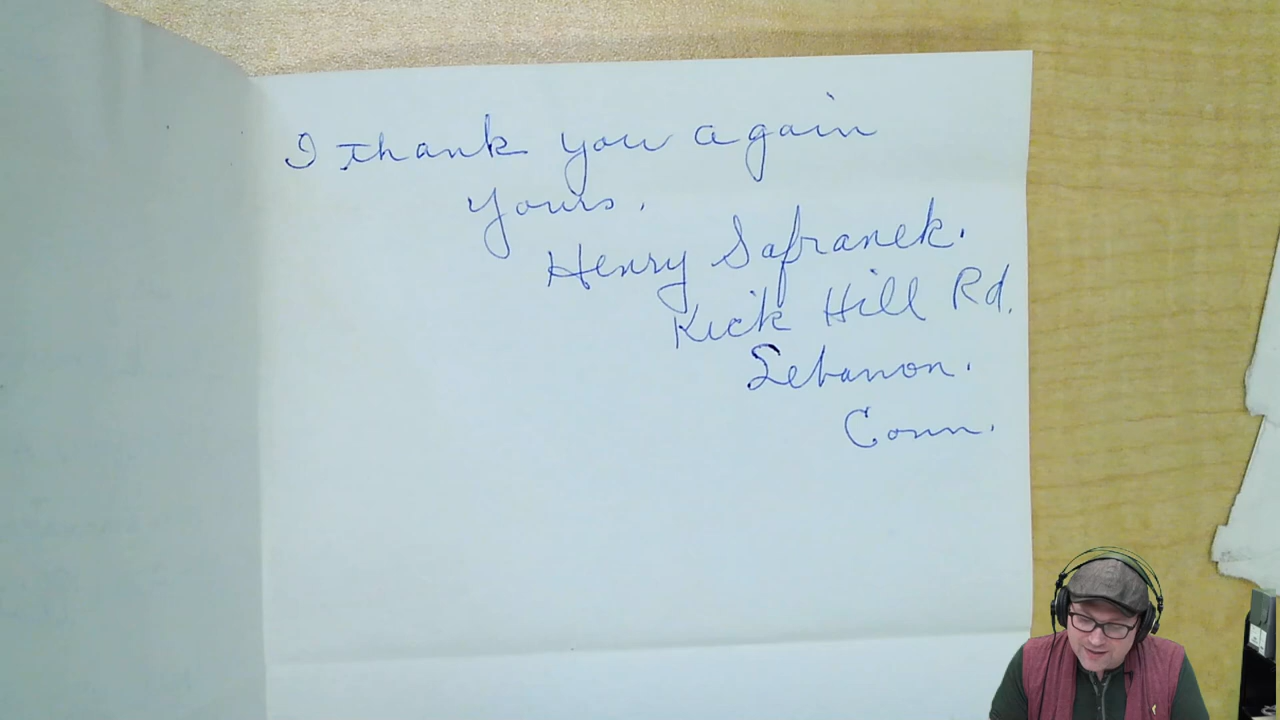 I thank you again
yours.
Henry Safranek.
Kick Hill Rd.
Lebanon.
Conn.